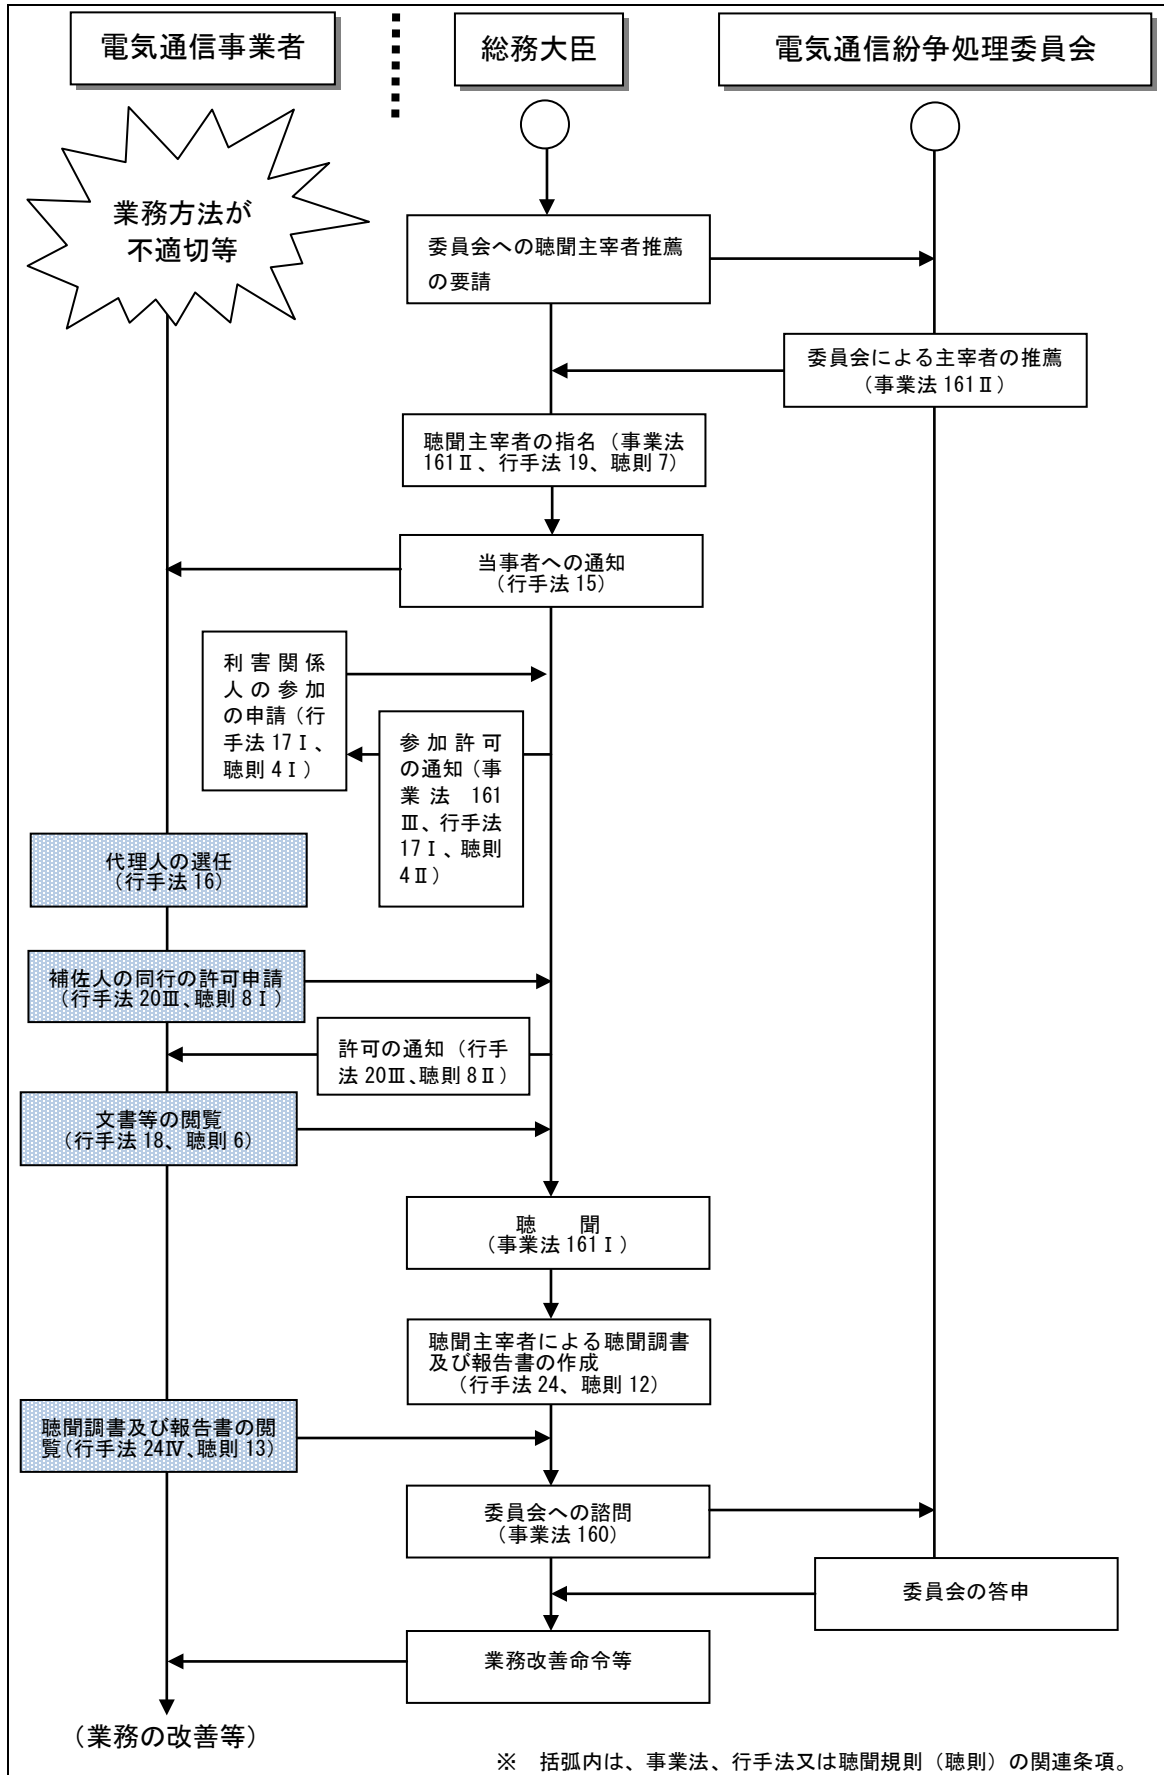 電気通信事業者
総務大臣
電気通信紛争処理委員会
業務方法が
不適切等
委員会への聴聞主宰者推薦
の要請
委員会による主宰者の推薦
（事業法 161Ⅱ）
聴聞主宰者の指名（事業法
161Ⅱ、行手法 19、聴則 7）
当事者への通知
（行手法 15）
利害関係
人の参加
の申請（行
手法 17Ⅰ、
聴則 4Ⅰ）
参加許可
の通知（事
業法 161
Ⅲ、行手法
17Ⅰ、聴則
4Ⅱ）
代理人の選任
（行手法 16）
補佐人の同行の許可申請
（行手法 20Ⅲ、聴則 8Ⅰ）
許可の通知（行手
法 20Ⅲ、聴則 8Ⅱ）
文書等の閲覧
（行手法 18、聴則 6）
聴　　聞
（事業法 161Ⅰ）
聴聞主宰者による聴聞調書
及び報告書の作成
（行手法 24、聴則 12）
聴聞調書及び報告書の閲
覧（行手法 24Ⅳ、聴則 13）
委員会への諮問
（事業法 160）
委員会の答申
業務改善命令等
（業務の改善等）
※　括弧内は、事業法、行手法又は聴聞規則（聴則）の関連条項。